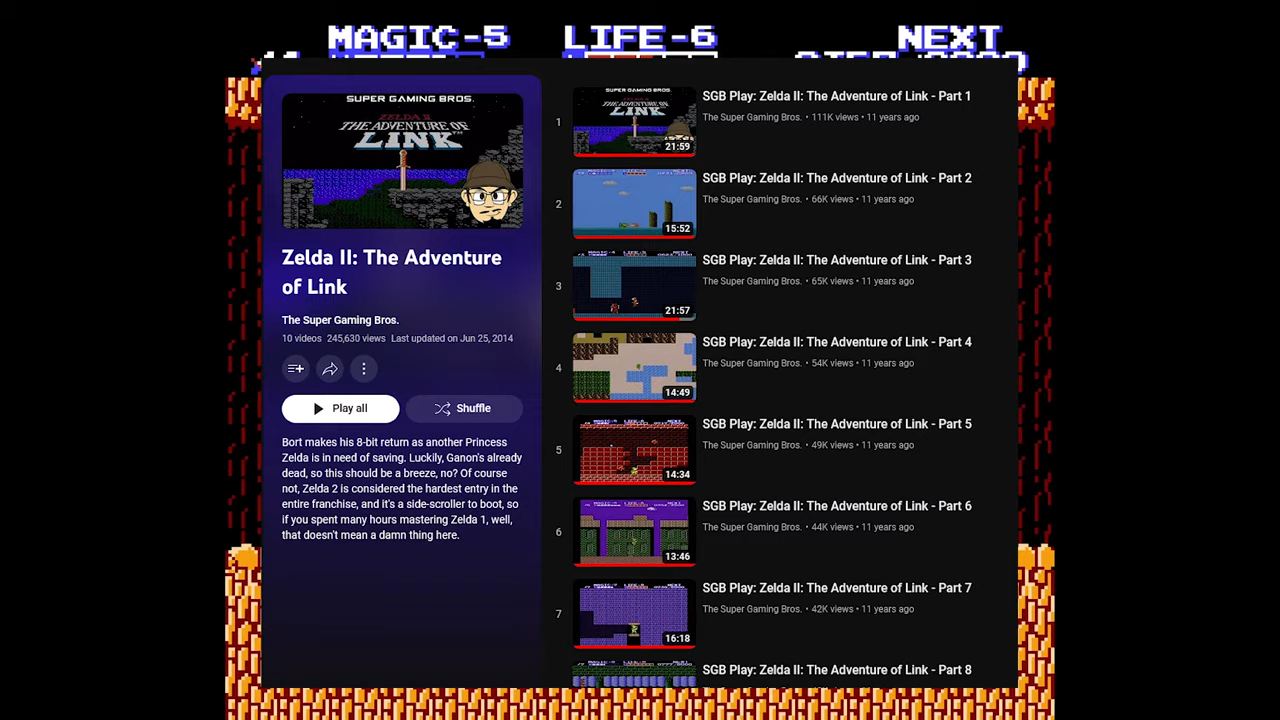 MAGIC-5 LIFE-6 NEXT
SUPER GAMING BROS.
ZELDA II
THE ADVENTURE OF
LINK
Zelda II: The Adventure
of Link
The Super Gaming Bros.
10 videos 245,630 views Last updated on Jun 25, 2014
Play all
Shuffle
Bort makes his 8-bit return as another Princess
Zelda is in need of saving. Luckily, Ganon's already
dead, so this should be a breeze, no? Of course
not, Zelda 2 is considered the hardest entry in the
entire franchise, and it's a side-scroller to boot, so
if you spent many hours mastering Zelda 1, well,
that doesn't mean a damn thing here.
1
SUPER GAMING BROS.
THE ADVENTURE OF
LINK
21:59
SGB Play: Zelda II: The Adventure of Link - Part 1
The Super Gaming Bros. • 111K views • 11 years ago
2
15:52
SGB Play: Zelda II: The Adventure of Link - Part 2
The Super Gaming Bros. • 66K views • 11 years ago
3
21:57
SGB Play: Zelda II: The Adventure of Link - Part 3
The Super Gaming Bros. • 65K views • 11 years ago
4
14:49
SGB Play: Zelda II: The Adventure of Link - Part 4
The Super Gaming Bros. • 54K views • 11 years ago
5
14:34
SGB Play: Zelda II: The Adventure of Link - Part 5
The Super Gaming Bros. • 49K views • 11 years ago
6
13:46
SGB Play: Zelda II: The Adventure of Link - Part 6
The Super Gaming Bros. • 44K views • 11 years ago
7
16:18
SGB Play: Zelda II: The Adventure of Link - Part 7
The Super Gaming Bros. • 42K views • 11 years ago
SGB Play: Zelda II: The Adventure of Link - Part 8